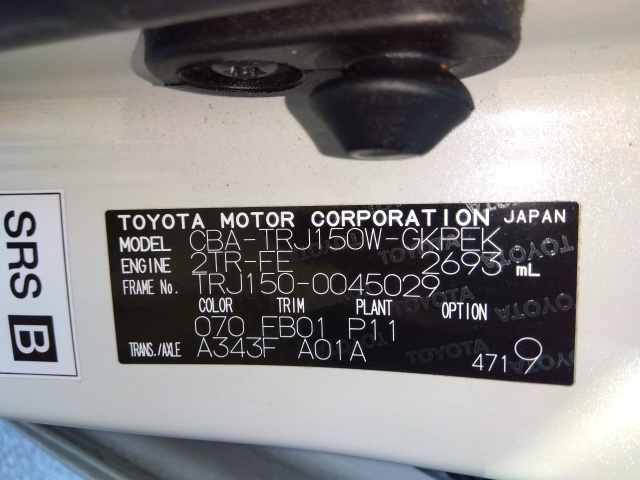 SRS B
TOYOTA MOTOR CORPORATION JAPAN
MODEL CBA-TRJ150W-GKPEK
ENGINE 2TR-FE 2693 mL
FRAME No. TRJ150-0045029
COLOR TRIM PLANT OPTION
070 FB01 P11
TRANS./AXLE A343F A01A
4719